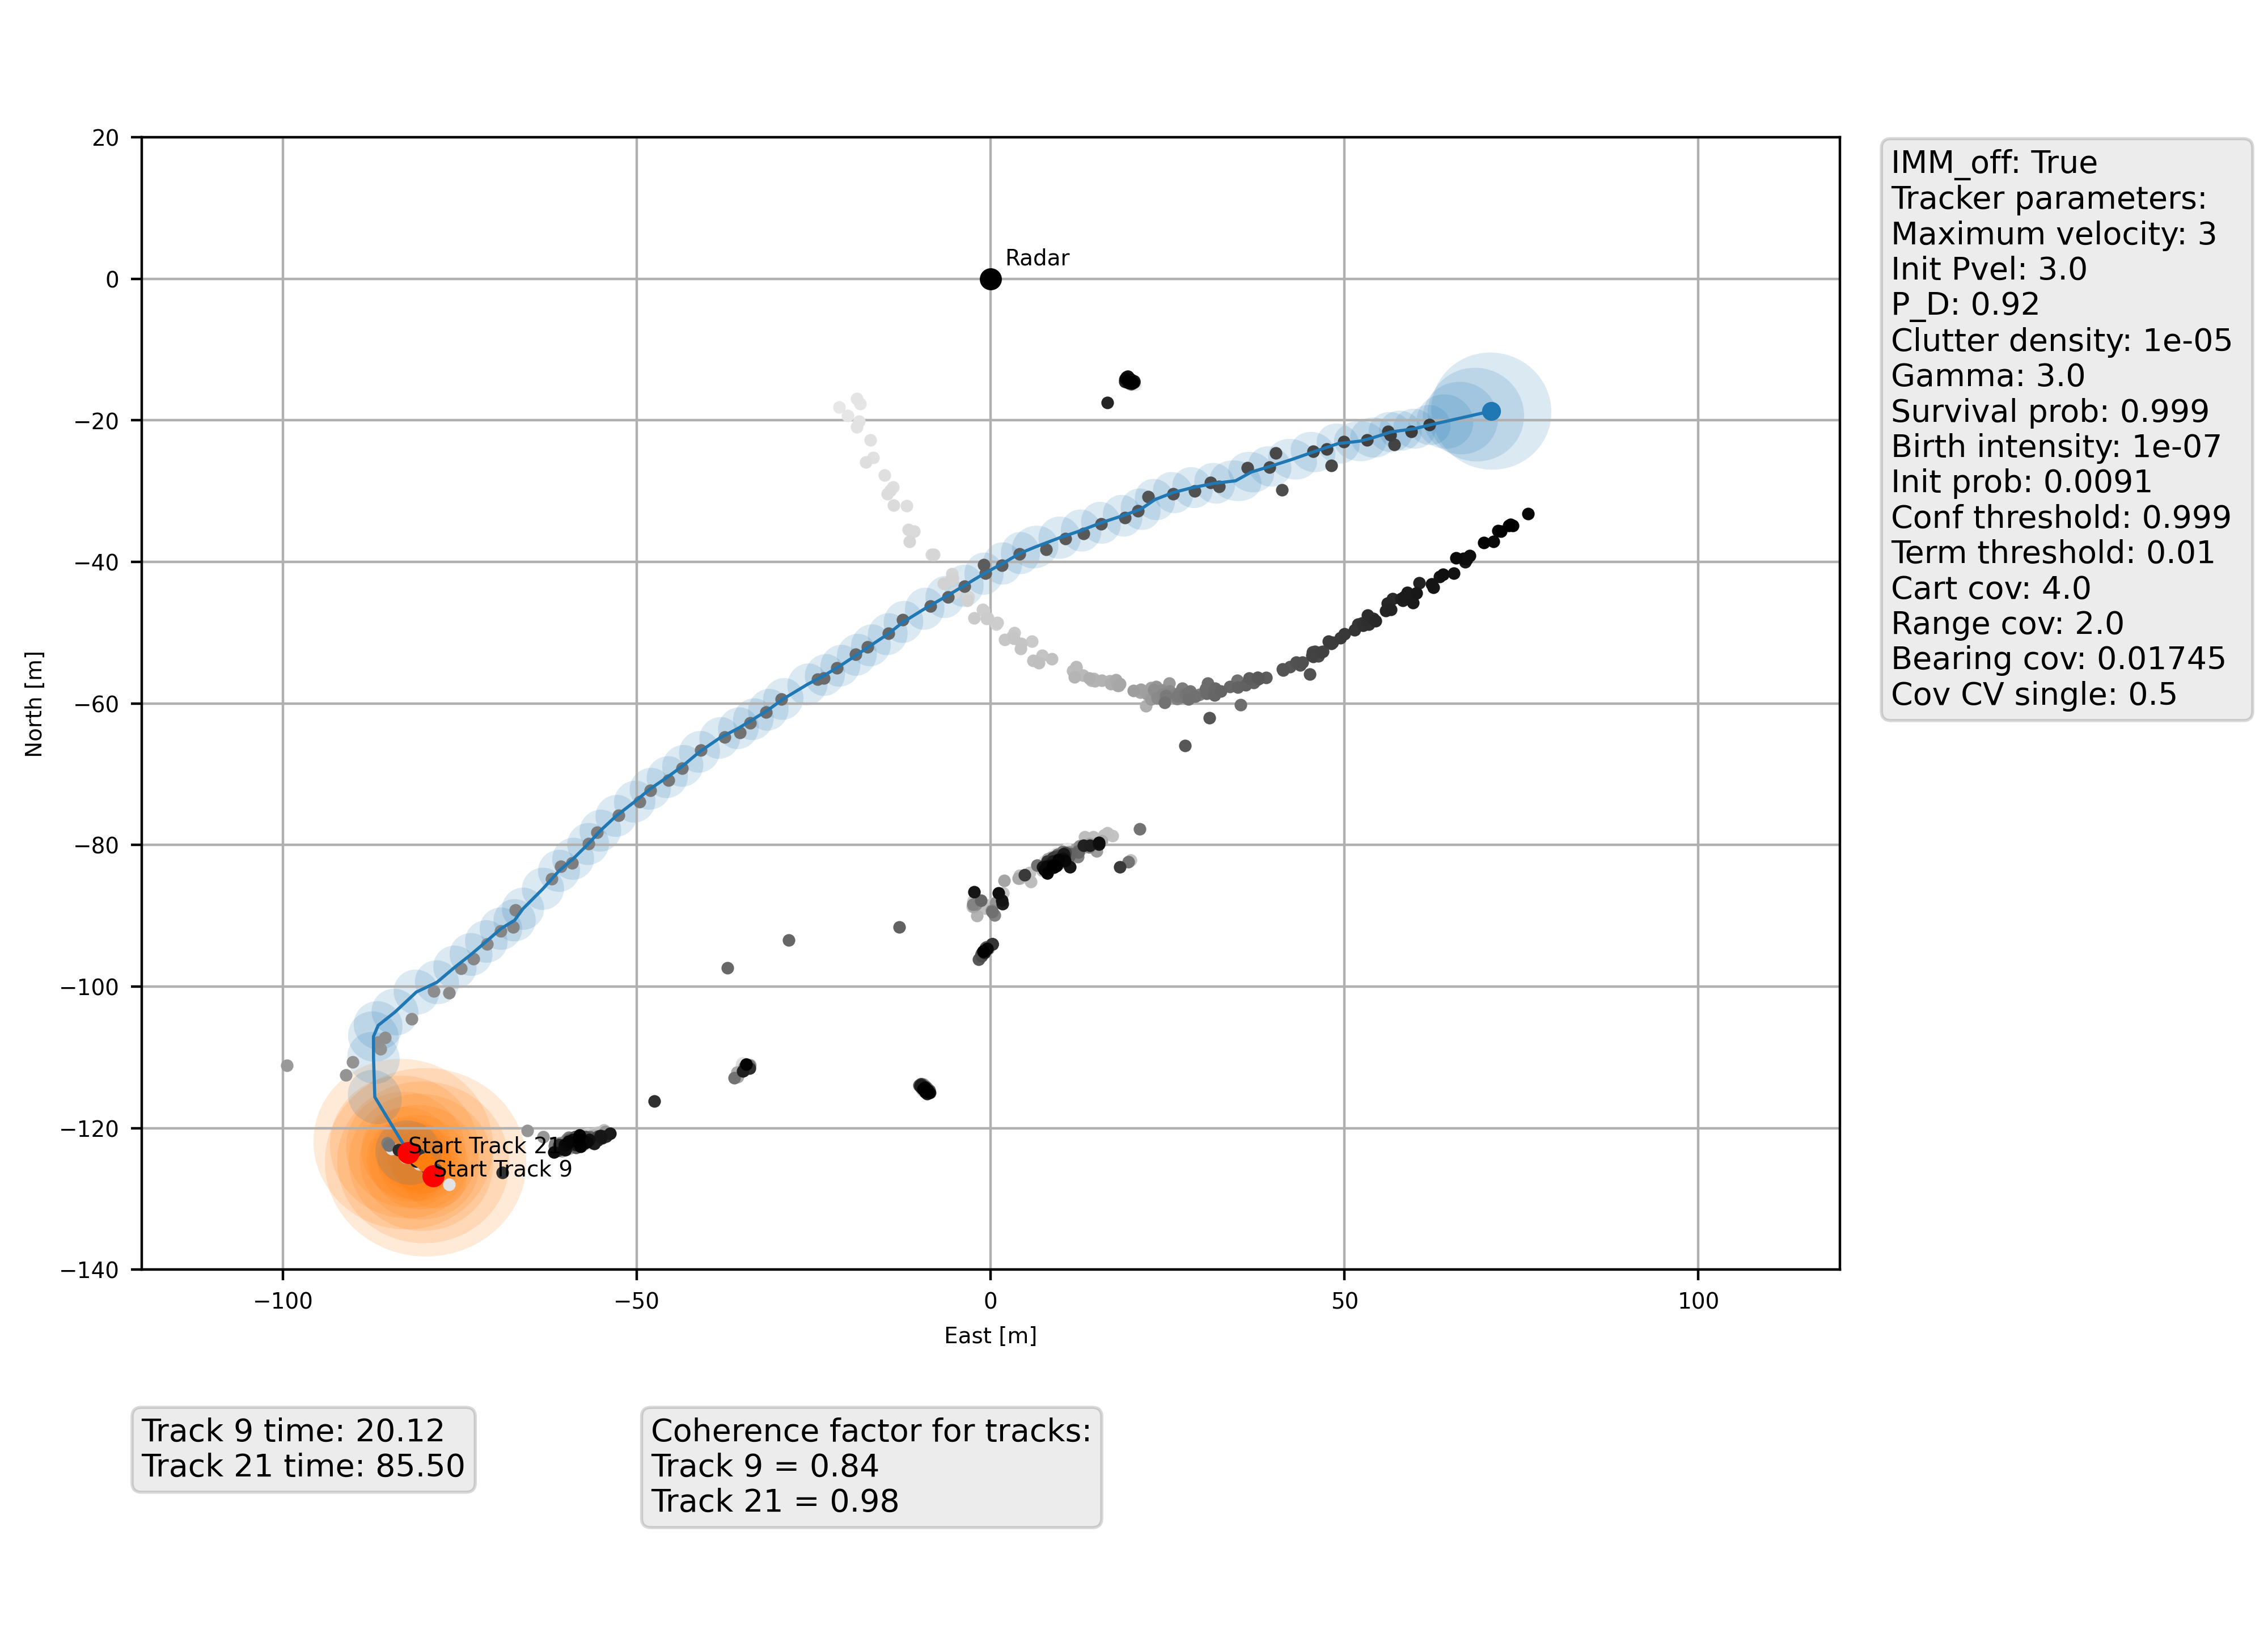 20
0
−20
−40
−60
−80
−100
−120
−140
North [m]
Radar
Start Track 21
Start Track 9
−100
−50
0
50
100
East [m]
IMM_off: True
Tracker parameters:
Maximum velocity: 3
Init Pvel: 3.0
P_D: 0.92
Clutter density: 1e-05
Gamma: 3.0
Survival prob: 0.999
Birth intensity: 1e-07
Init prob: 0.0091
Conf threshold: 0.999
Term threshold: 0.01
Cart cov: 4.0
Range cov: 2.0
Bearing cov: 0.01745
Cov CV single: 0.5
Track 9 time: 20.12
Track 21 time: 85.50
Coherence factor for tracks:
Track 9 = 0.84
Track 21 = 0.98